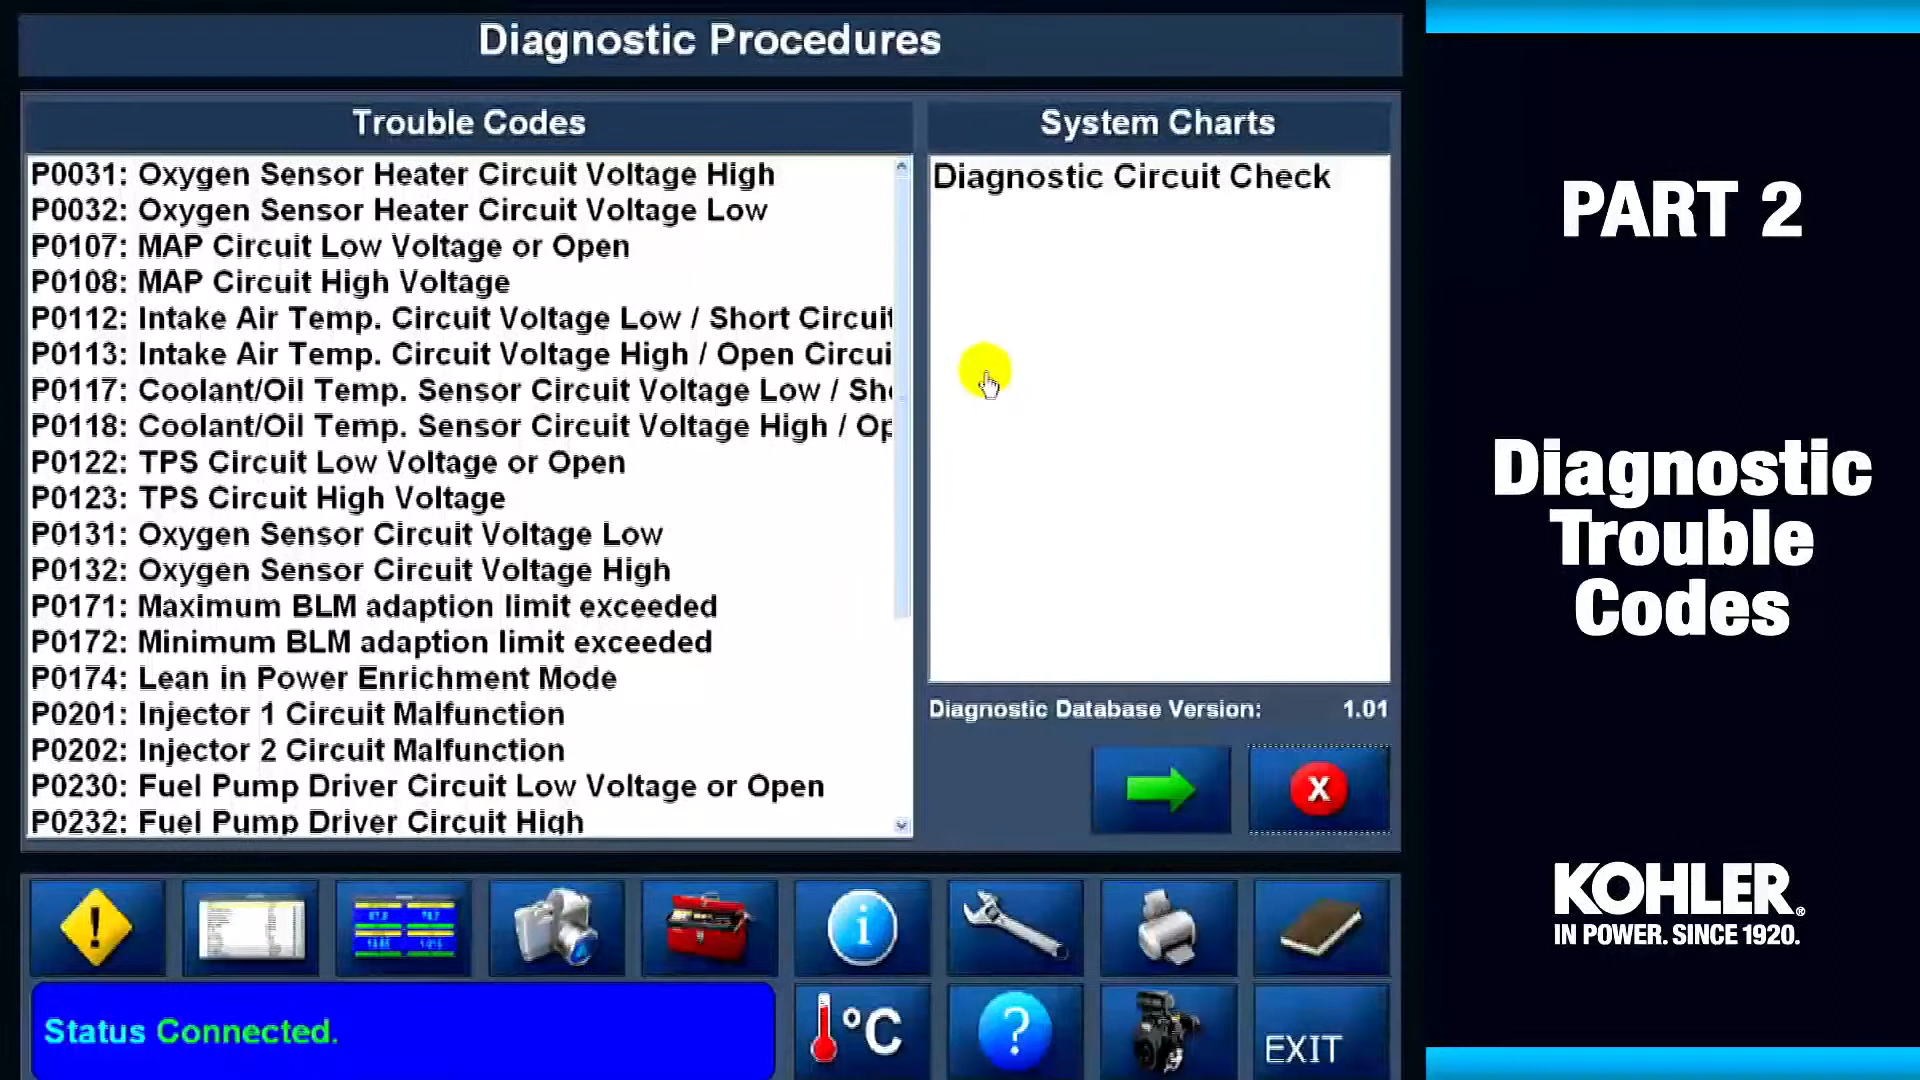 Diagnostic Procedures
Trouble Codes
P0031: Oxygen Sensor Heater Circuit Voltage High
P0032: Oxygen Sensor Heater Circuit Voltage Low
P0107: MAP Circuit Low Voltage or Open
P0108: MAP Circuit High Voltage
P0112: Intake Air Temp. Circuit Voltage Low / Short Circuit
P0113: Intake Air Temp. Circuit Voltage High / Open Circui
P0117: Coolant/Oil Temp. Sensor Circuit Voltage Low / Sho
P0118: Coolant/Oil Temp. Sensor Circuit Voltage High / Op
P0122: TPS Circuit Low Voltage or Open
P0123: TPS Circuit High Voltage
P0131: Oxygen Sensor Circuit Voltage Low
P0132: Oxygen Sensor Circuit Voltage High
P0171: Maximum BLM adaption limit exceeded
P0172: Minimum BLM adaption limit exceeded
P0174: Lean in Power Enrichment Mode
P0201: Injector 1 Circuit Malfunction
P0202: Injector 2 Circuit Malfunction
P0230: Fuel Pump Driver Circuit Low Voltage or Open
P0232: Fuel Pump Driver Circuit High
System Charts
Diagnostic Circuit Check
Diagnostic Database Version: 1.01
X
Status Connected.
°C
?
EXIT
PART 2
Diagnostic
Trouble
Codes
KOHLER®
IN POWER. SINCE 1920.